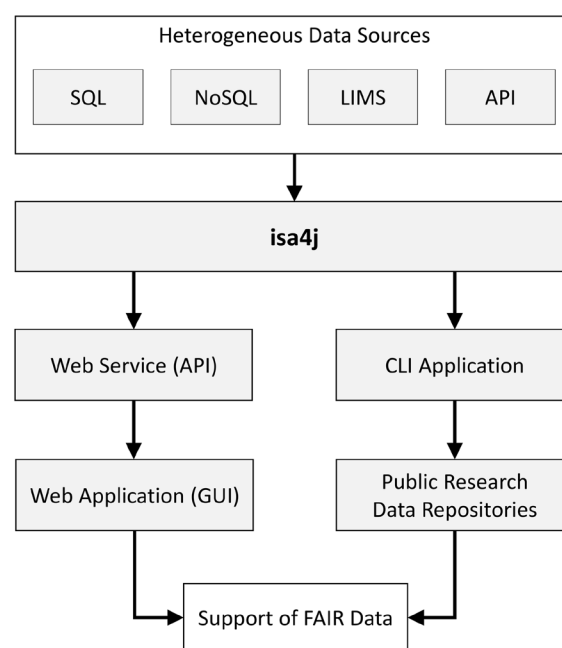 Heterogeneous Data Sources
SQL
NoSQL
LIMS
API
isa4j
Web Service (API)
CLI Application
Web Application (GUI)
Public Research
Data Repositories
Support of FAIR Data